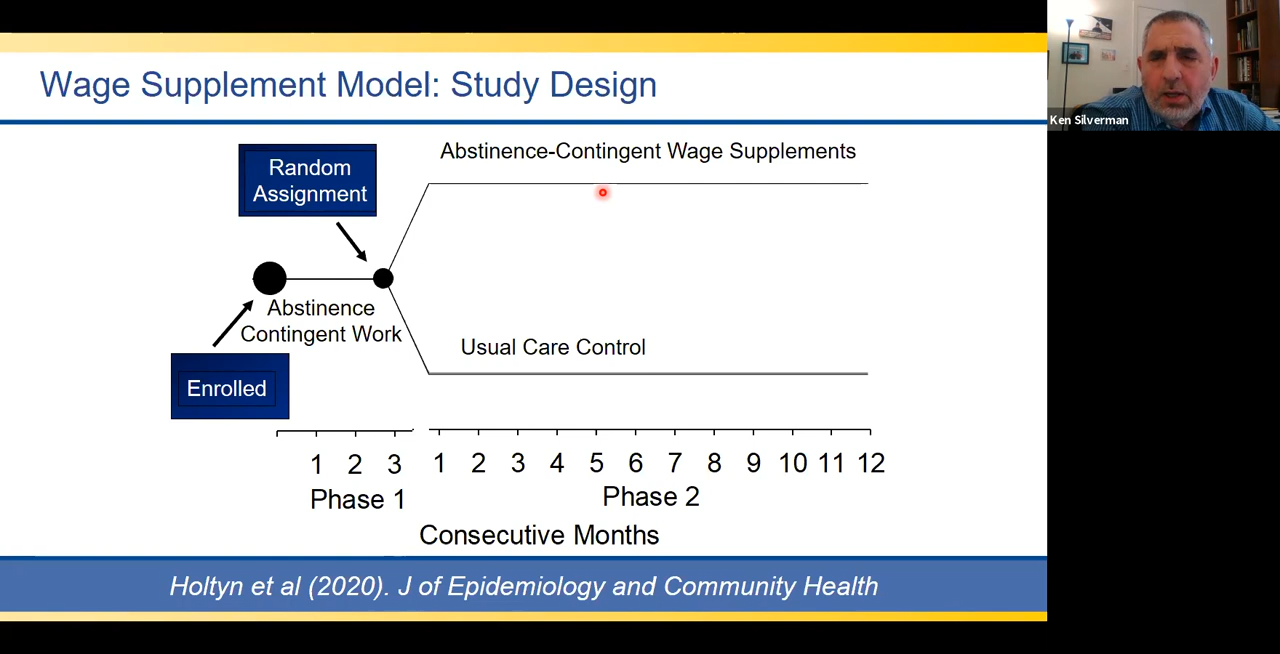 Wage Supplement Model: Study Design
Ken Silverman
Random
Assignment
Abstinence-Contingent Wage Supplements
Abstinence
Contingent Work
Usual Care Control
Enrolled
1 2 3 1 2 3 4 5 6 7 8 9 10 11 12
Phase 1 Phase 2
Consecutive Months
Holtyn et al (2020). J of Epidemiology and Community Health